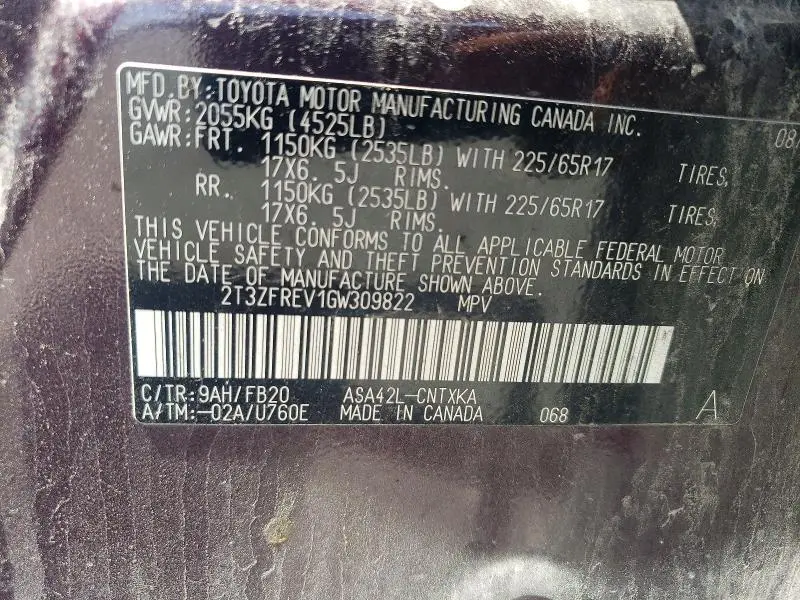 MFD.BY:TOYOTA MOTOR MANUFACTURING CANADA INC. 08/
GVWR:2055KG (4525LB)
GAWR:FRT. 1150KG (2535LB) WITH 225/65R17 TIRES,
17X6. 5J RIMS.
RR. 1150KG (2535LB) WITH 225/65R17 TIRES,
17X6. 5J RIMS.
THIS VEHICLE CONFORMS TO ALL APPLICABLE FEDERAL MOTOR
VEHICLE SAFETY AND THEFT PREVENTION STANDARDS IN EFFECT ON
THE DATE OF MANUFACTURE SHOWN ABOVE.
2T3ZFREV1GW309822 MPV
C/TR:9AH/FB20 ASA42L-CNTXKA
A/TM:-02A/U760E MADE IN CANADA 068 A